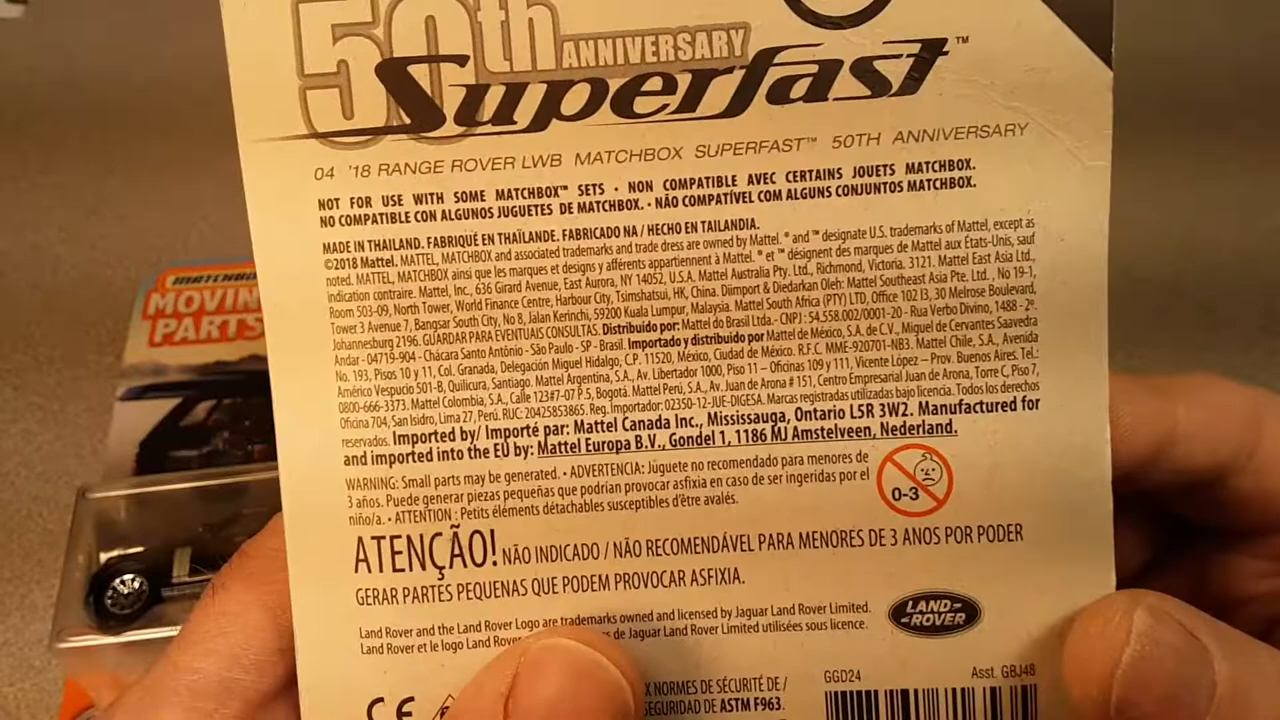 50th ANNIVERSARY
Superfast™
04 '18 RANGE ROVER LWB MATCHBOX SUPERFAST™ 50TH ANNIVERSARY
NOT FOR USE WITH SOME MATCHBOX™ SETS • NON COMPATIBLE AVEC CERTAINS JOUETS MATCHBOX.
NO COMPATIBLE CON ALGUNOS JUGUETES DE MATCHBOX. • NÃO COMPATÍVEL COM ALGUNS CONJUNTOS MATCHBOX.
MADE IN THAILAND. FABRIQUÉ EN THAÏLANDE. FABRICADO NA / HECHO EN TAILANDIA.
©2018 Mattel. MATTEL, MATCHBOX and associated trademarks and trade dress are owned by Mattel. ® and ™ designate U.S. trademarks of Mattel, except as
noted. MATTEL, MATCHBOX ainsi que les marques et designs y afférents appartiennent à Mattel. ® et ™ désignent des marques de Mattel aux États-Unis, sauf
indication contraire. Mattel, Inc., 636 Girard Avenue, East Aurora, NY 14052, U.S.A. Mattel Australia Pty. Ltd., Richmond, Victoria. 3121. Mattel East Asia Ltd.,
Room 503-09, North Tower, World Finance Centre, Harbour City, Tsimshatsui, HK, China. Diimport & Diedarkan Oleh: Mattel Southeast Asia Pte. Ltd., No 19-1,
Tower 3 Avenue 7, Bangsar South City, No 8, Jalan Kerinchi, 59200 Kuala Lumpur, Malaysia. Mattel South Africa (PTY) LTD, Office 102 I3, 30 Melrose Boulevard,
Johannesburg 2196. GUARDAR PARA EVENTUAIS CONSULTAS. Distribuido por: Mattel do Brasil Ltda.- CNPJ : 54.558.002/0001-20 - Rua Verbo Divino, 1488 - 2º.
Andar - 04719-904 - Chácara Santo Antônio - São Paulo - SP - Brasil. Importado y distribuido por Mattel de México, S.A. de C.V., Miguel de Cervantes Saavedra
No. 193, Pisos 10 y 11, Col. Granada, Delegación Miguel Hidalgo, C.P. 11520, México, Ciudad de México. R.F.C. MME-920701-NB3. Mattel Chile, S.A., Avenida
Américo Vespucio 501-B, Quilicura, Santiago. Mattel Argentina, S.A., Av. Libertador 1000, Piso 11 – Oficinas 109 y 111, Vicente López – Prov. Buenos Aires. Tel.:
0800-666-3373. Mattel Colombia, S.A., Calle 123#7-07 P.5, Bogotá. Mattel Perú, S.A., Av. Juan de Arona # 151, Centro Empresarial Juan de Arona, Torre C, Piso 7,
Oficina 704, San Isidro, Lima 27, Perú. RUC: 20425853865. Reg. Importador: 02350-12-JUE-DIGESA. Marcas registradas utilizadas bajo licencia. Todos los derechos
reservados. Imported by/ Importé par: Mattel Canada Inc., Mississauga, Ontario L5R 3W2. Manufactured for
and imported into the EU by: Mattel Europa B.V., Gondel 1, 1186 MJ Amstelveen, Nederland.
WARNING: Small parts may be generated. • ADVERTENCIA: Júguete no recomendado para menores de
3 años. Puede generar piezas pequeñas que podrían provocar asfixia en caso de ser ingeridas por el
niño/a. • ATTENTION : Petits éléments détachables susceptibles d'être avalés.
0-3
ATENÇÃO! NÃO INDICADO / NÃO RECOMENDÁVEL PARA MENORES DE 3 ANOS POR PODER
GERAR PARTES PEQUENAS QUE PODEM PROVOCAR ASFIXIA.
Land Rover and the Land Rover Logo are trademarks owned and licensed by Jaguar Land Rover Limited.
Land Rover et le logo Land Rover de Jaguar Land Rover Limited utilisées sous licence.
LAND-ROVER
X NORMES DE SÉCURITÉ DE /
SEGURIDAD DE ASTM F963.
CE
GGD24 Asst. GBJ48
MATCHBO
MOVIN
PARTS